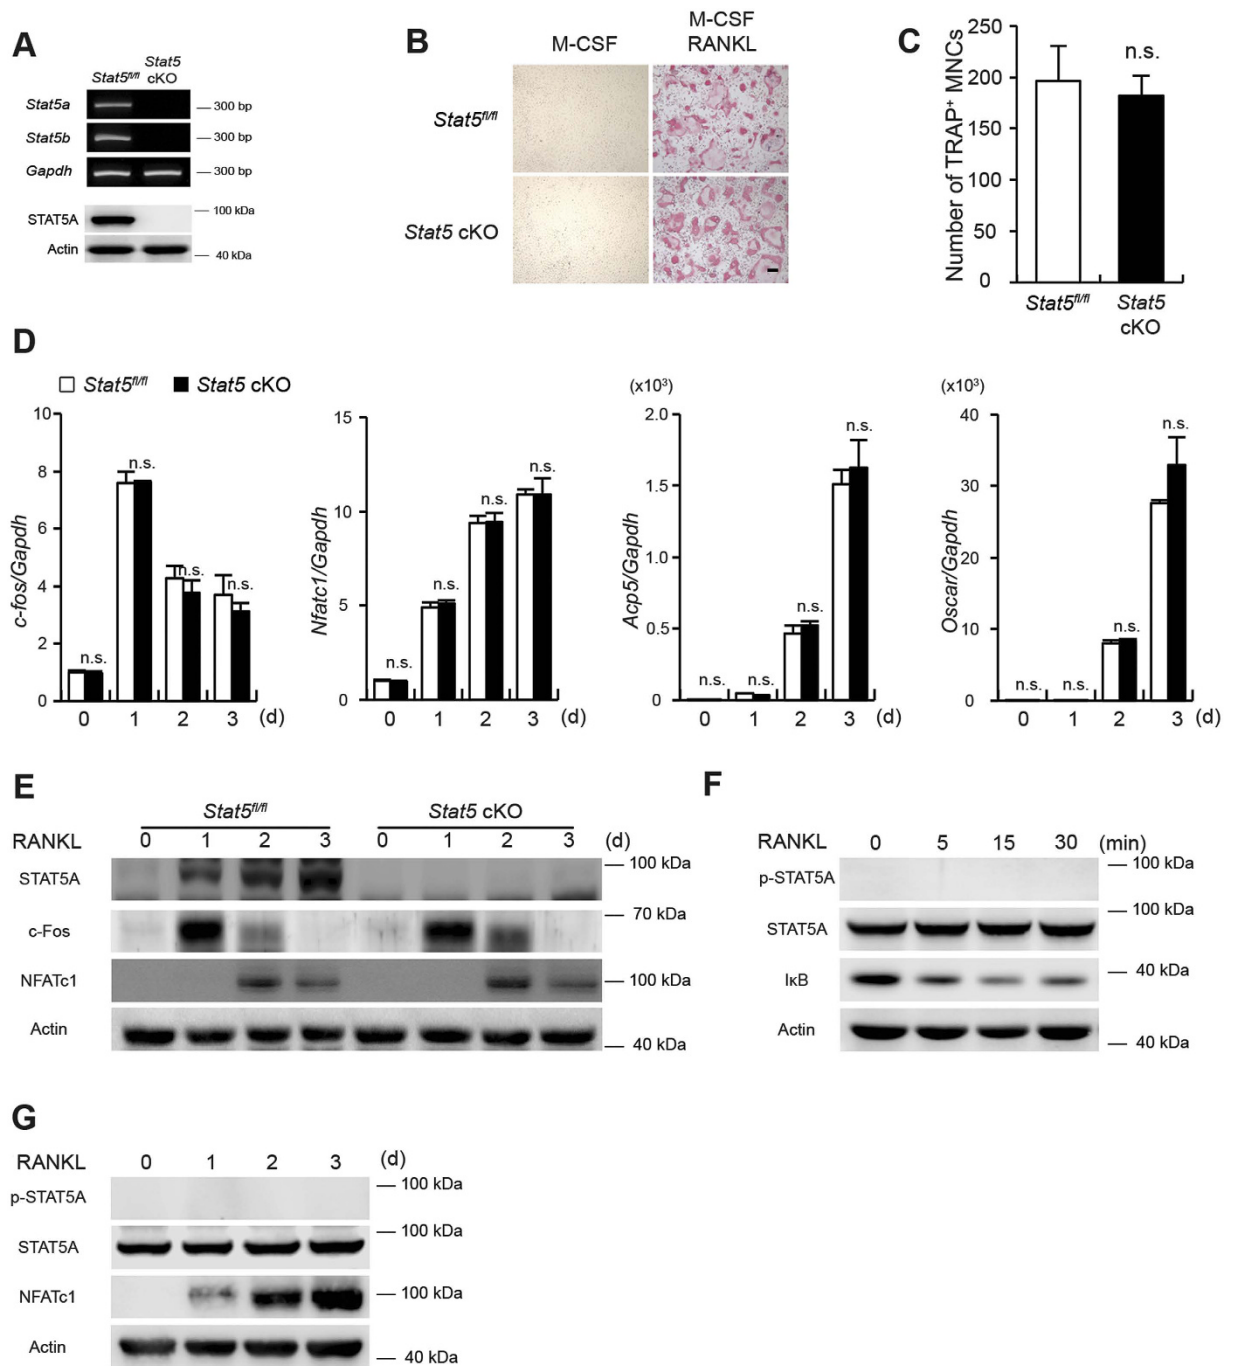 A
Stat5fl/fl
Stat5
cKO
Stat5a
— 300 bp
Stat5b
— 300 bp
Gapdh
— 300 bp
STAT5A
— 100 kDa
Actin
— 40 kDa
B
M-CSF
M-CSF
RANKL
Stat5fl/fl
Stat5 cKO
C
Number of TRAP+ MNCs
250
200
150
100
50
0
n.s.
Stat5fl/fl
Stat5
cKO
D
Stat5fl/fl
Stat5 cKO
c-fos/Gapdh
10
8
6
4
2
0
n.s.
n.s.
n.s.
n.s.
0 1 2 3 (d)
Nfatc1/Gapdh
15
10
5
0
n.s.
n.s.
n.s.
n.s.
0 1 2 3 (d)
(x10³)
Acp5/Gapdh
2.0
1.5
1.0
0.5
0
n.s.
n.s.
n.s.
n.s.
0 1 2 3 (d)
(x10³)
Oscar/Gapdh
40
30
20
10
0
n.s.
n.s.
n.s.
n.s.
0 1 2 3 (d)
E
Stat5fl/fl
Stat5 cKO
RANKL 0 1 2 3 0 1 2 3 (d)
STAT5A — 100 kDa
c-Fos — 70 kDa
NFATc1 — 100 kDa
Actin — 40 kDa
F
RANKL 0 5 15 30 (min)
p-STAT5A — 100 kDa
STAT5A — 100 kDa
IκB — 40 kDa
Actin — 40 kDa
G
RANKL 0 1 2 3 (d)
p-STAT5A — 100 kDa
STAT5A — 100 kDa
NFATc1 — 100 kDa
Actin — 40 kDa